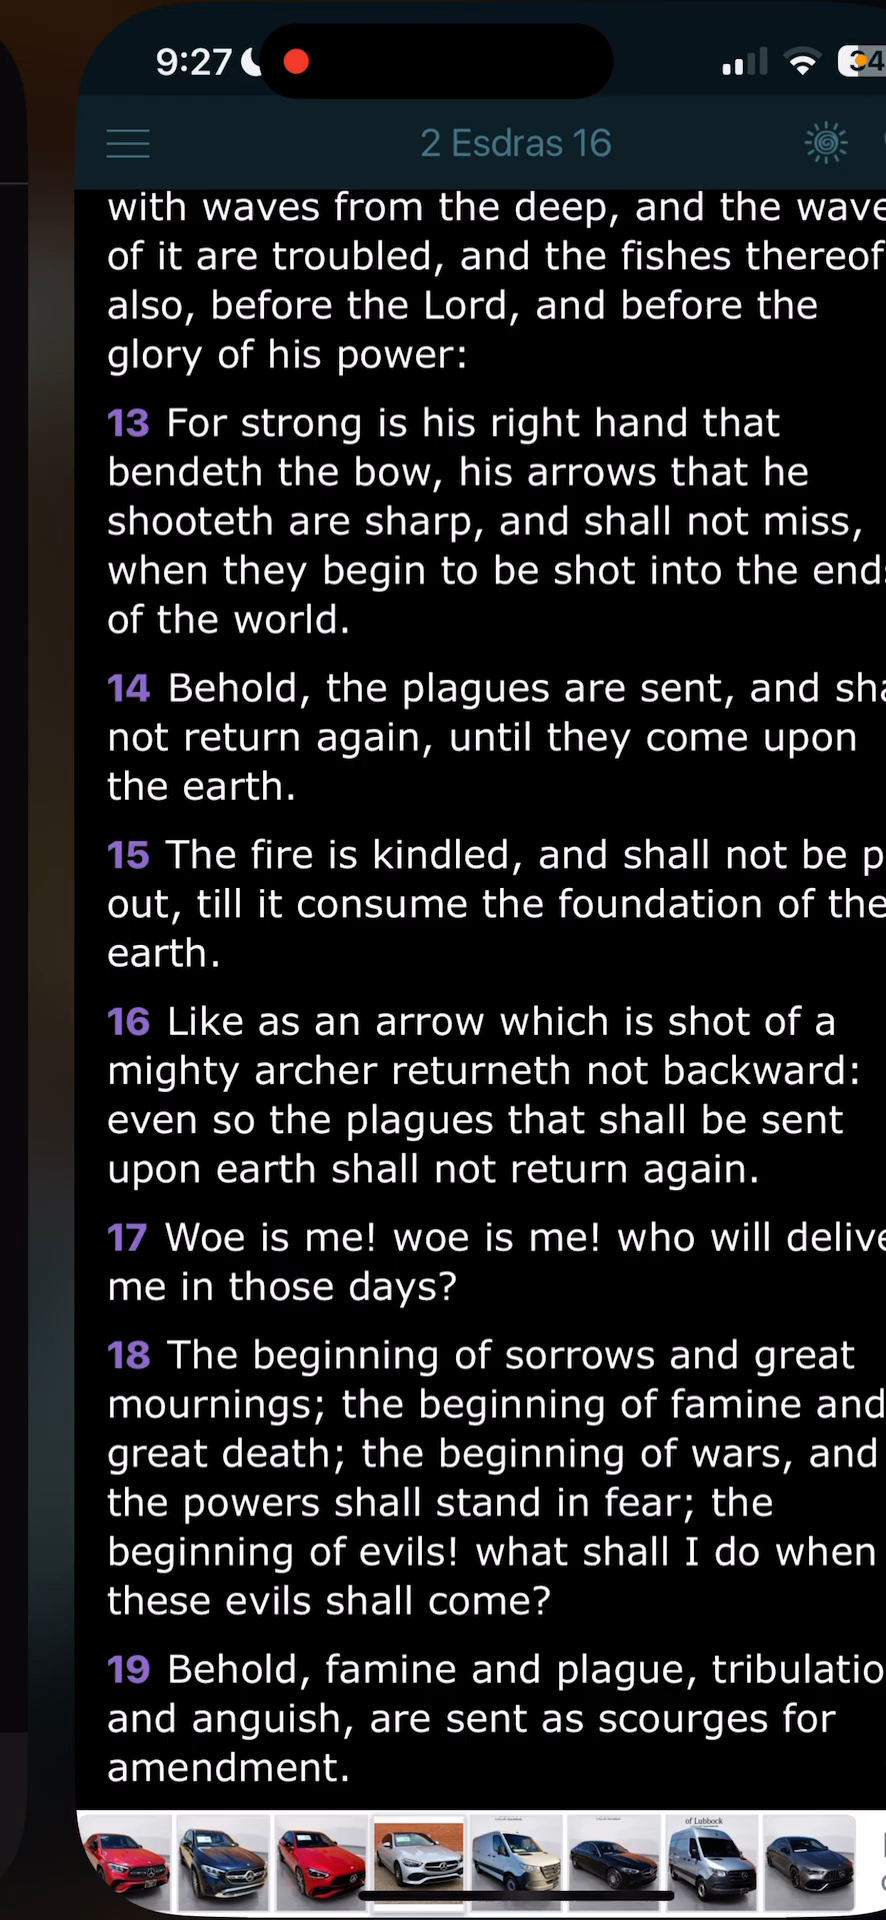 9:27
34
2 Esdras 16
with waves from the deep, and the
of it are troubled, and the fishes thereof
also, before the Lord, and before the
glory of his power:
13 For strong is his right hand that
bendeth the bow, his arrows that he
shooteth are sharp, and shall not miss,
when they begin to be shot into the
of the world.
14 Behold, the plagues are sent, and
not return again, until they come upon
the earth.
15 The fire is kindled, and shall not be
out, till it consume the foundation of the
earth.
16 Like as an arrow which is shot of a
mighty archer returneth not backward:
even so the plagues that shall be sent
upon earth shall not return again.
17 Woe is me! woe is me! who will
me in those days?
18 The beginning of sorrows and great
mournings; the beginning of famine and
great death; the beginning of wars, and
the powers shall stand in fear; the
beginning of evils! what shall I do when
these evils shall come?
19 Behold, famine and plague,
and anguish, are sent as scourges for
amendment.
of Lubbock